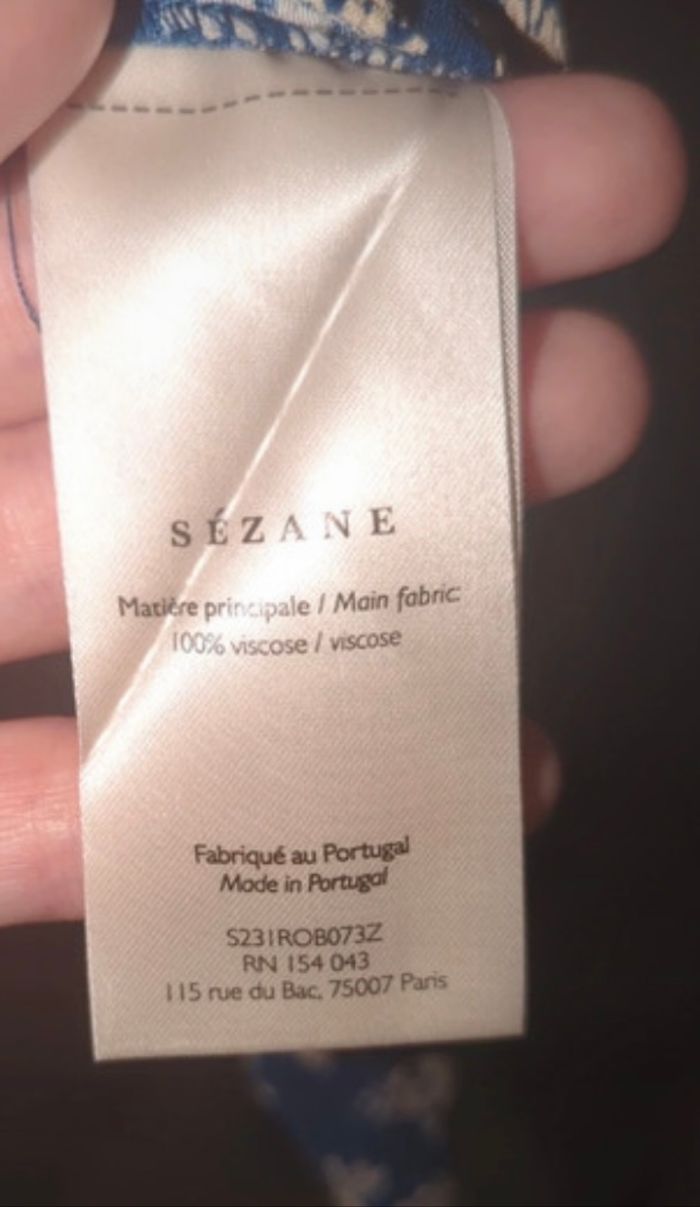 SÉZANE
Matière principale / Main fabric
100% viscose / viscose
Fabriqué au Portugal
Made in Portugal
S231ROB073Z
RN 154 043
115 rue du Bac, 75007 Paris